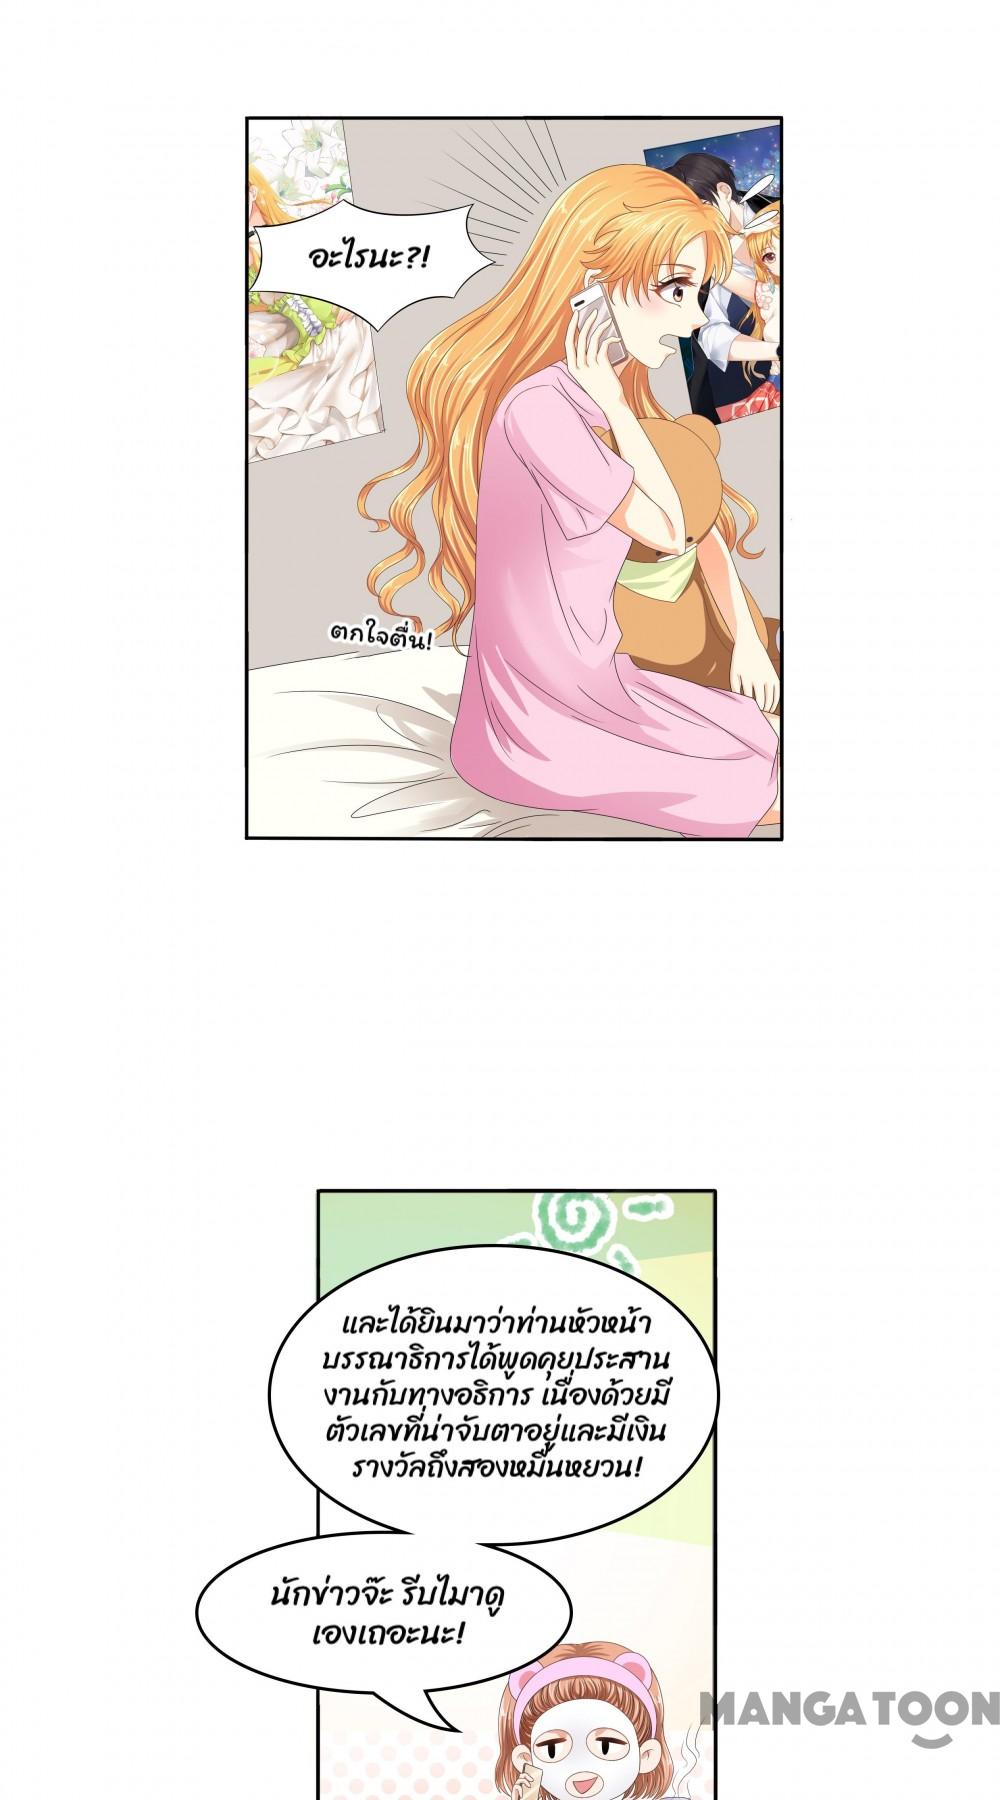 อะไรนะ?!
ตกใจตื่น!
และได้ยินมาว่าท่านหัวหน้า
บรรณาธิการได้พูดคุยประสาน
งานกับทางอธิการ เนื่องด้วยมี
ตัวเลขที่น่าจับตาอยู่และมีเงิน
รางวัลถึงสองหมื่นหยวน!
นักข่าวจ๊ะ รีบไมาดู
เองเถอะนะ!
MANGATOON